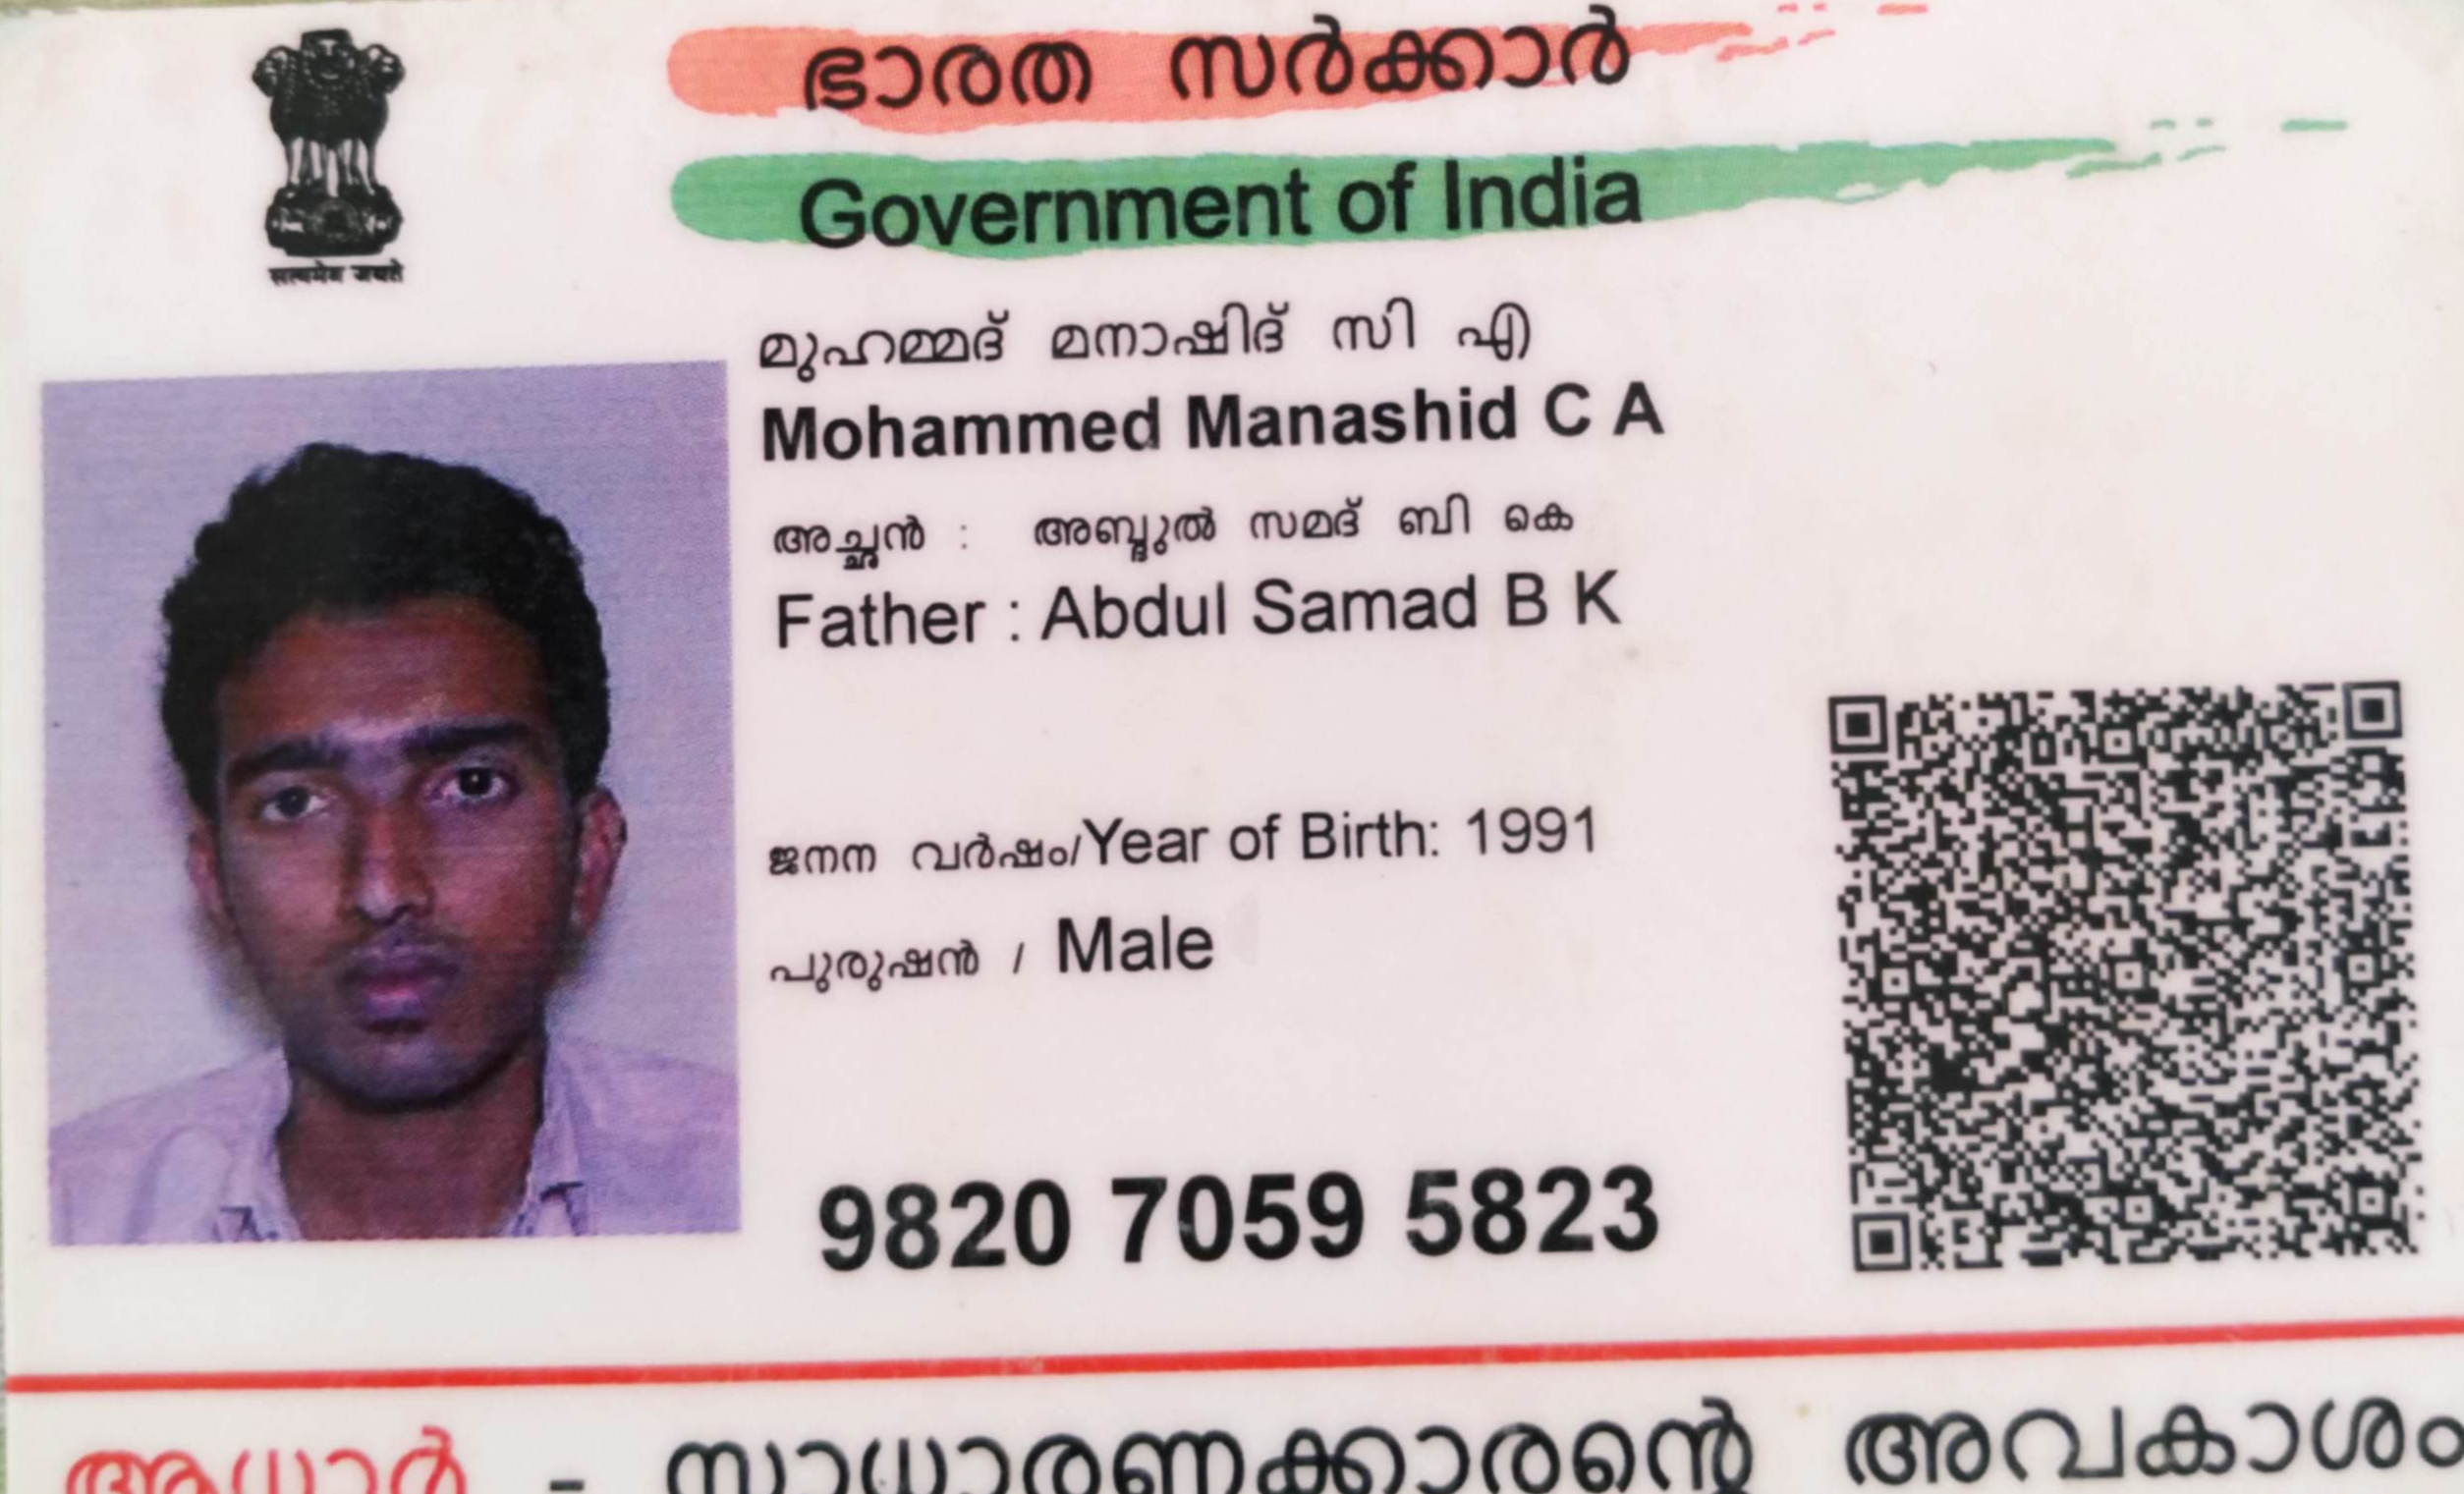 ഭാരത സർക്കാർ
Government of India
सत्यमेव जयते
മുഹമ്മദ് മനാഷിദ് സി എ
Mohammed Manashid C A
അച്ഛൻ : അബ്ദുൽ സമദ് ബി കെ
Father : Abdul Samad B K
ജനന വർഷം/Year of Birth: 1991
പുരുഷൻ / Male
9820 7059 5823
ആധാർ - സാധാരണക്കാരന്റെ അവകാശം